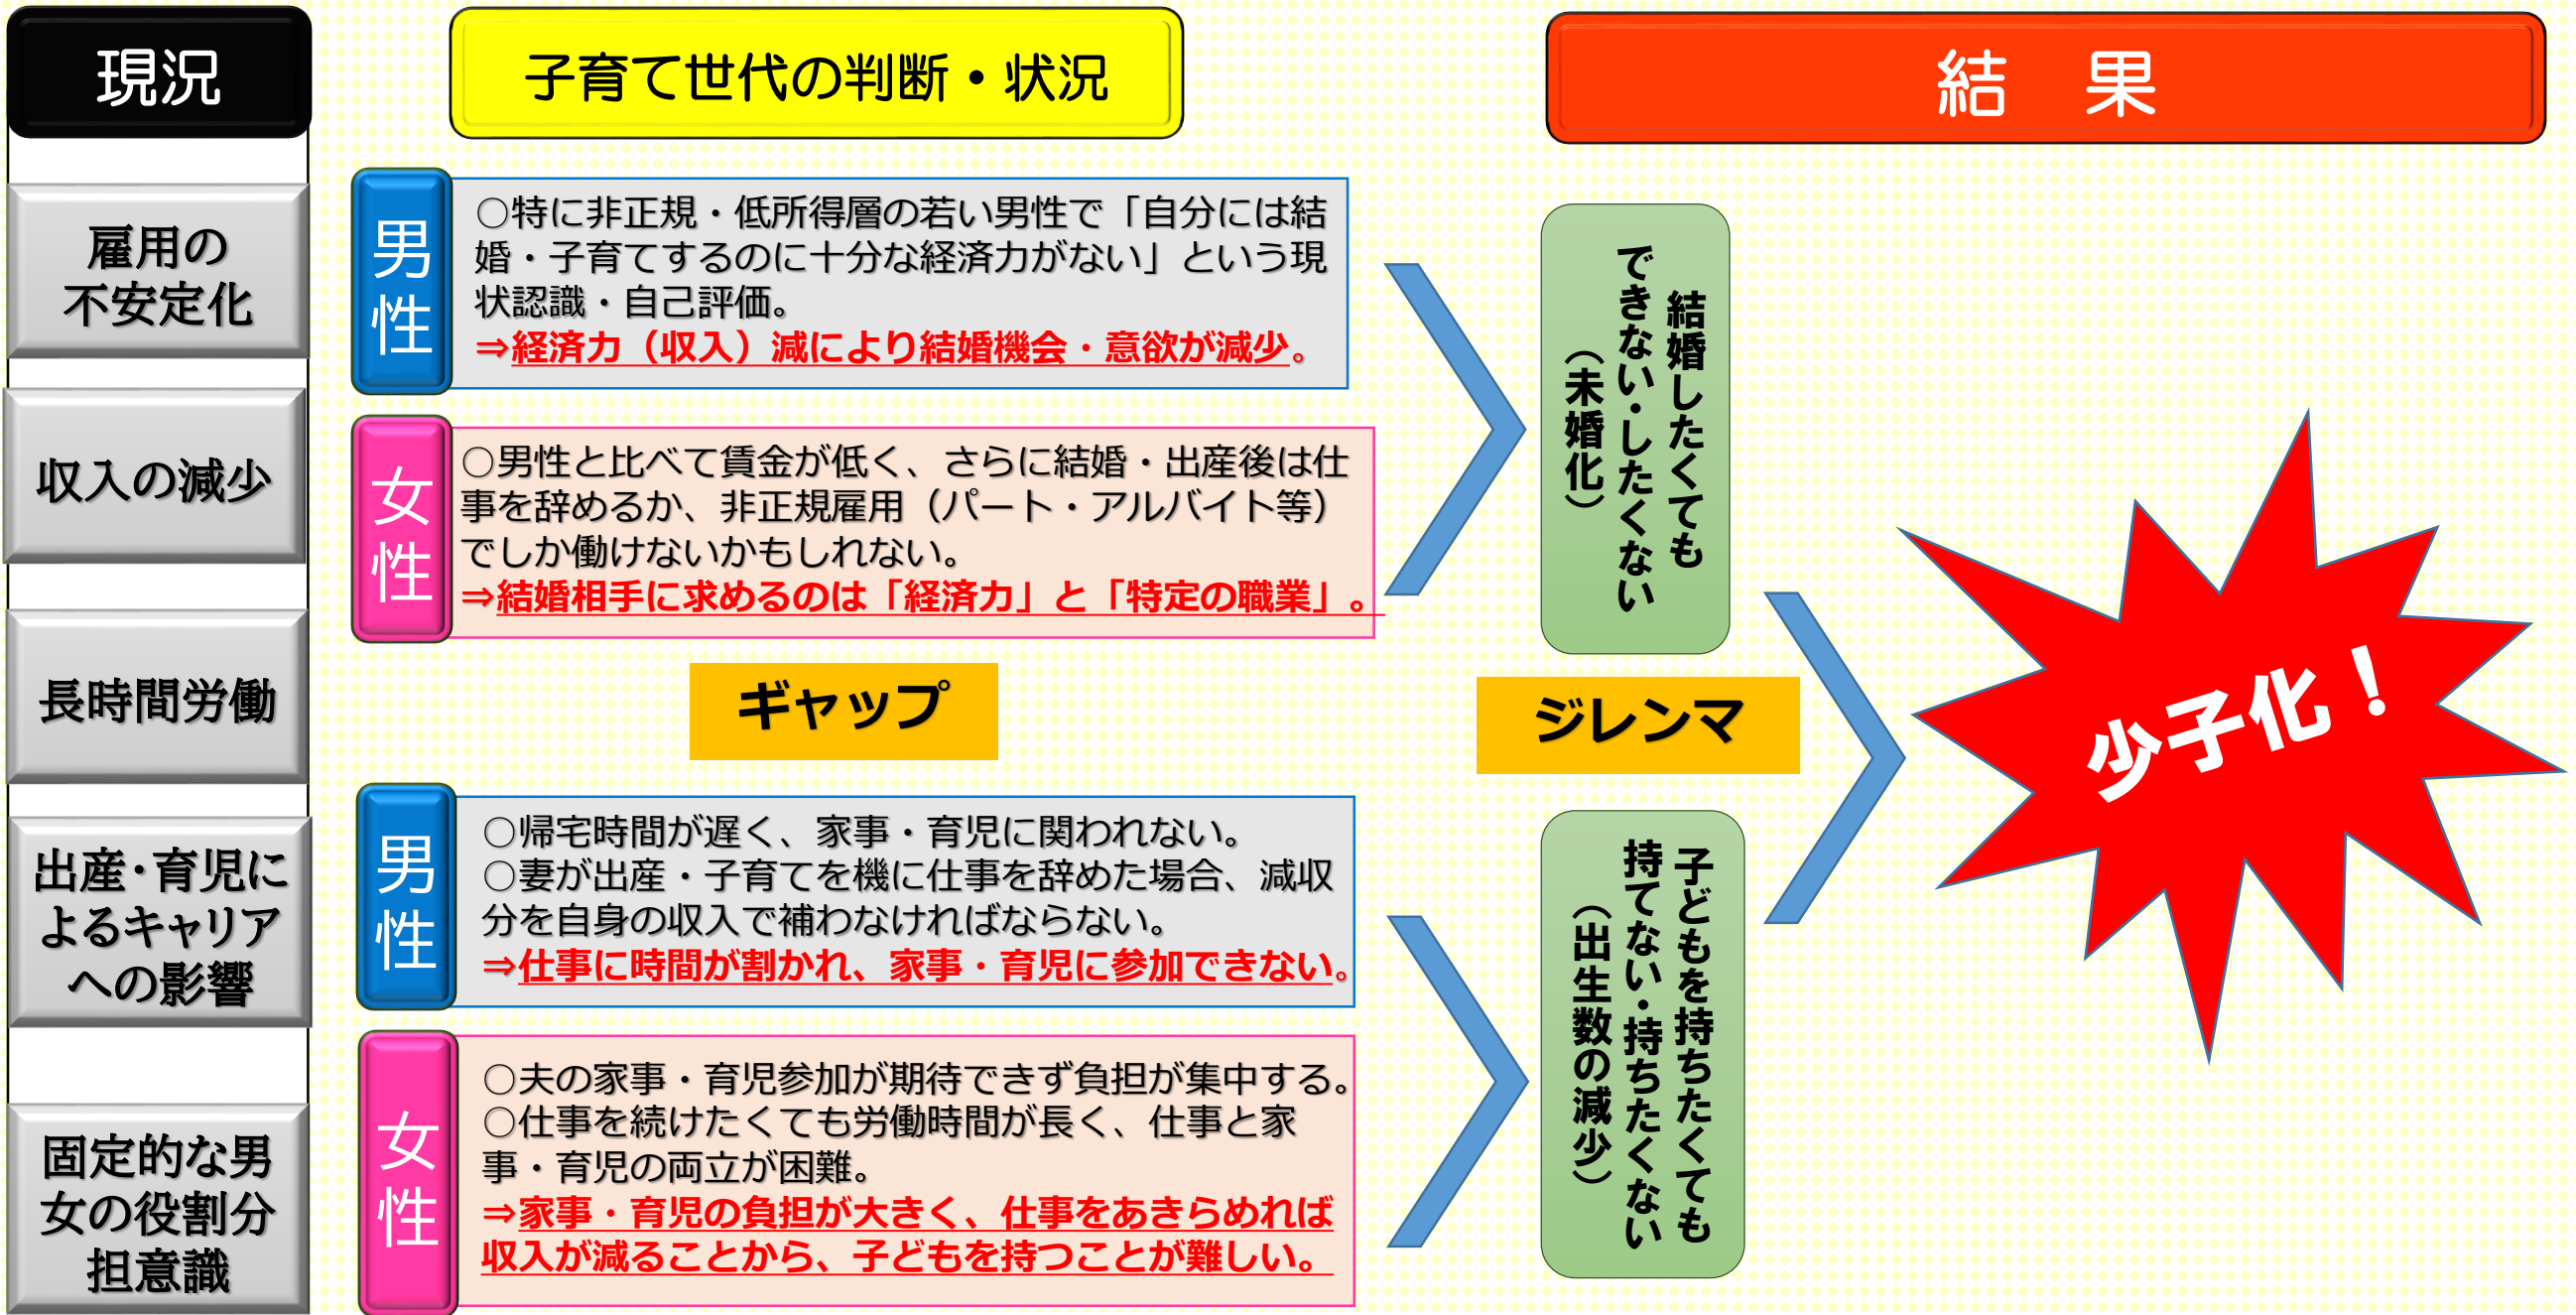 現況
子育て世代の判断・状況
結 果
雇用の
不安定化
収入の減少
長時間労働
出産・育児に
よるキャリア
への影響
固定的な男
女の役割分
担意識
男性
○特に非正規・低所得層の若い男性で「自分には結
婚・子育てするのに十分な経済力がない」という現
状認識・自己評価。
⇒経済力（収入）減により結婚機会・意欲が減少。
女性
○男性と比べて賃金が低く、さらに結婚・出産後は仕
事を辞めるか、非正規雇用（パート・アルバイト等）
でしか働けないかもしれない。
⇒結婚相手に求めるのは「経済力」と「特定の職業」。
ギャップ
男性
○帰宅時間が遅く、家事・育児に関われない。
○妻が出産・子育てを機に仕事を辞めた場合、減収
分を自身の収入で補わなければならない。
⇒仕事に時間が割かれ、家事・育児に参加できない。
女性
○夫の家事・育児参加が期待できず負担が集中する。
○仕事を続けたくても労働時間が長く、仕事と家
事・育児の両立が困難。
⇒家事・育児の負担が大きく、仕事をあきらめれば
収入が減ることから、子どもを持つことが難しい。
結婚したくても
できない・したくない
（未婚化）
ジレンマ
子どもを持ちたくても
持てない・持ちたくない
（出生数の減少）
少子化！